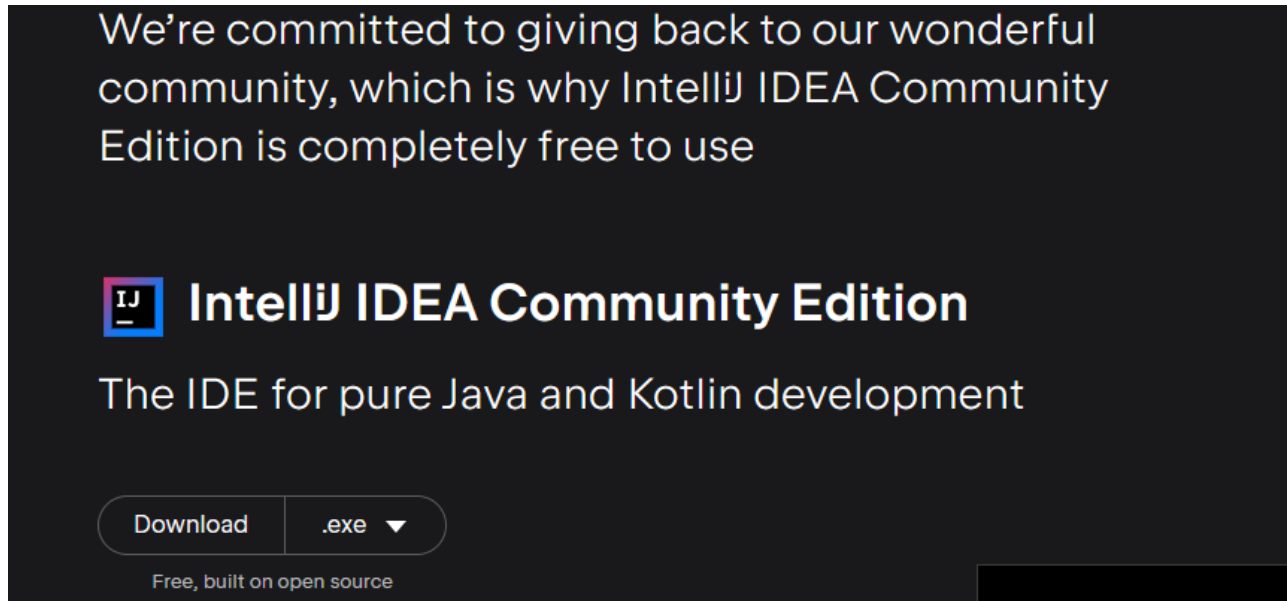 We’re committed to giving back to our wonderful
community, which is why IntelliJ IDEA Community
Edition is completely free to use
IJ
IntelliJ IDEA Community Edition
The IDE for pure Java and Kotlin development
Download .exe
Free, built on open source